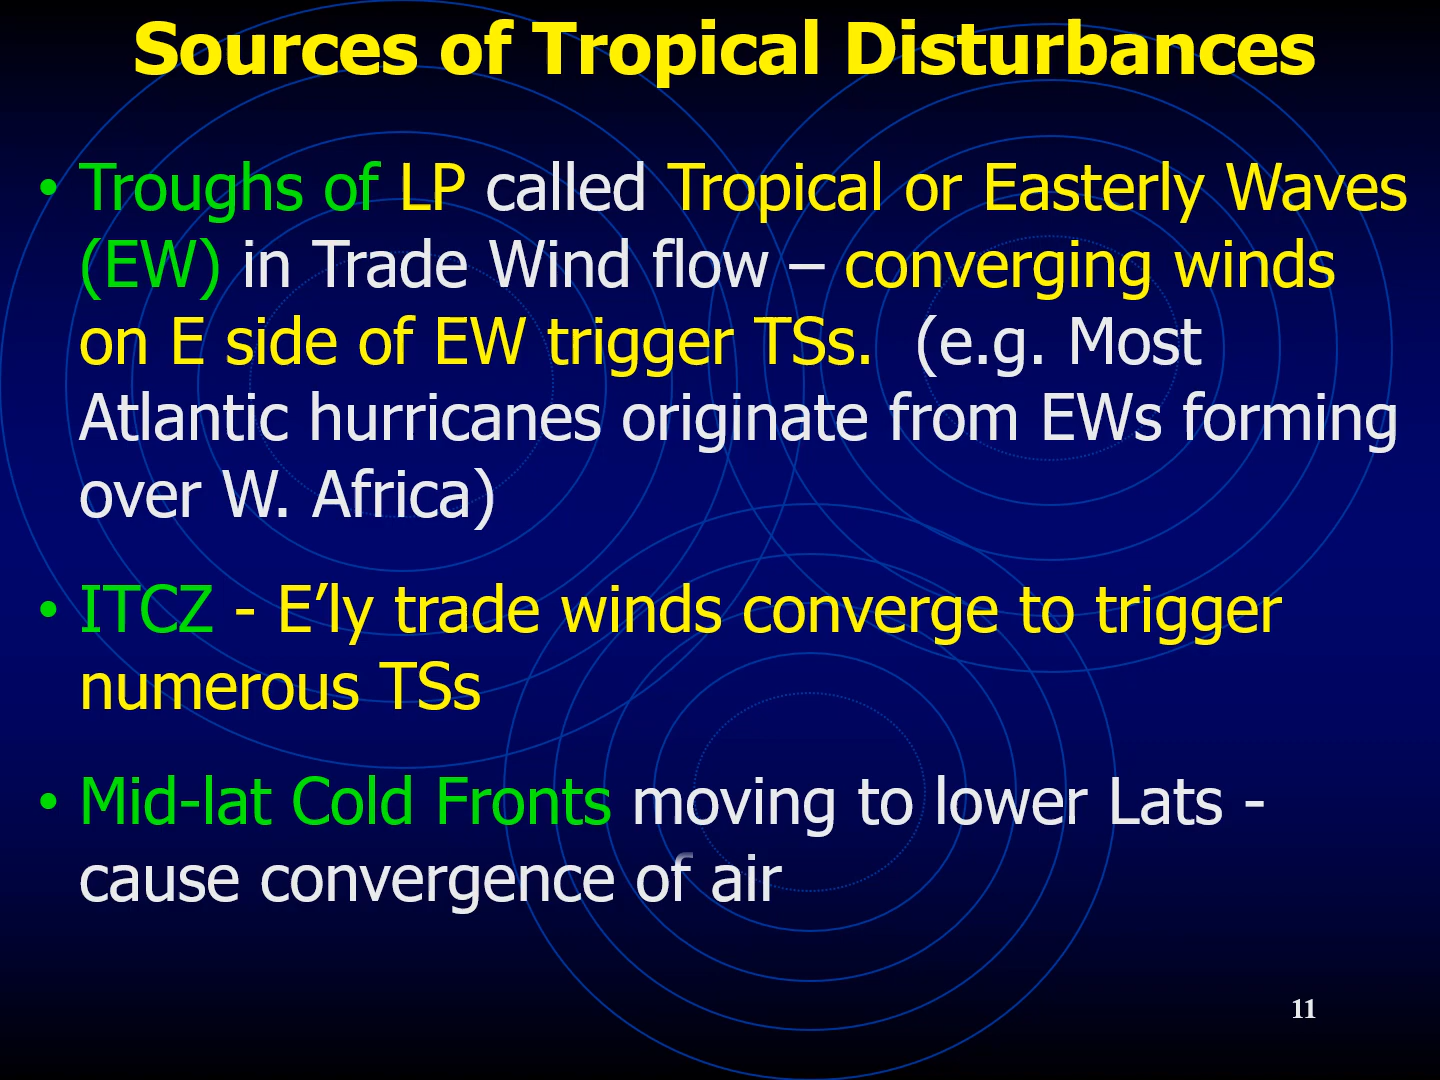 Sources of Tropical Disturbances
• Troughs of LP called Tropical or Easterly Waves
(EW) in Trade Wind flow – converging winds
on E side of EW trigger TSs.  (e.g. Most
Atlantic hurricanes originate from EWs forming
over W. Africa)
• ITCZ - E’ly trade winds converge to trigger
numerous TSs
• Mid-lat Cold Fronts moving to lower Lats -
cause convergence of air
11